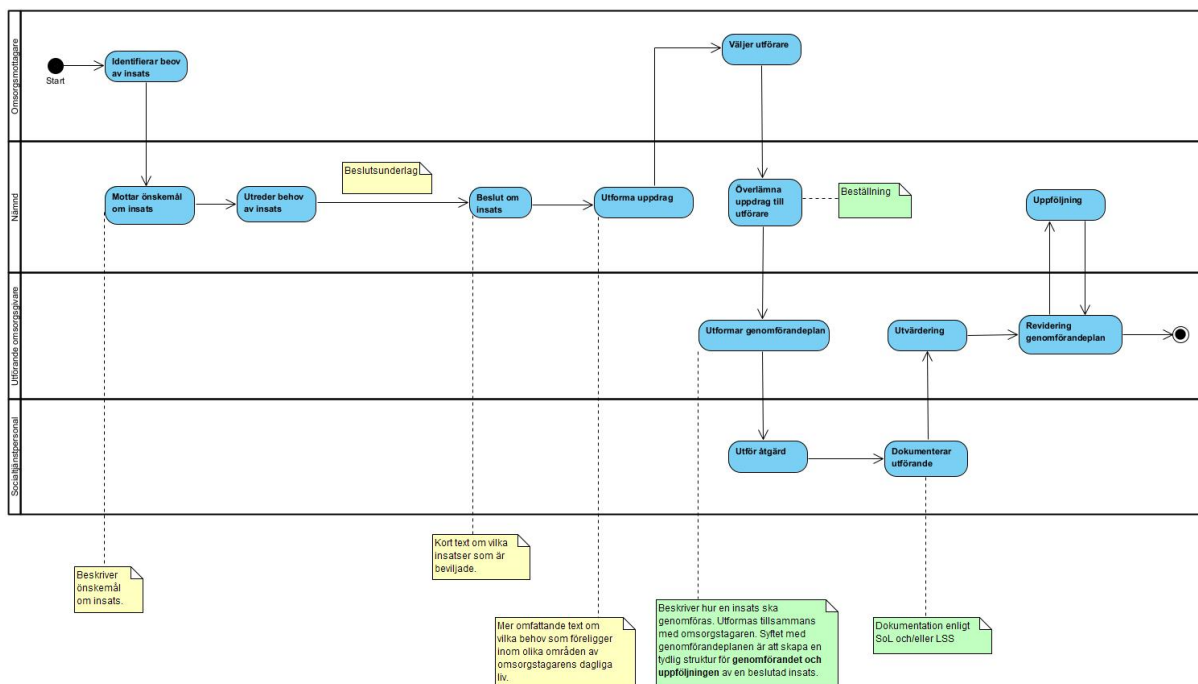 Omsorgsmottagare
Start
Identifierar beov
av insats
Väljer utförare
Nämnd
Mottar önskemål
om insats
Utreder behov
av insats
Beslutsunderlag
Beslut om
insats
Utforma uppdrag
Överlämna
uppdrag till
utförare
Beställning
Uppföljning
Utförande omsorgsgivare
Utformar genomförandeplan
Utvärdering
Revidering
genomförandeplan
Socialtjänstpersonal
Utför åtgärd
Dokumenterar
utförande
Beskriver
önskemål
om insats.
Kort text om vilka
insatser som är
beviljade.
Mer omfattande text om
vilka behov som föreligger
inom olika områden av
omsorgstagarens dagliga
liv.
Beskriver hur en insats ska
genomföras. Utformas tillsammans
med omsorgstagaren. Syftet med
genomförandeplanen är att skapa en
tydlig struktur för genomförandet och
uppföljningen av en beslutad insats.
Dokumentation enligt
SoL och/eller LSS